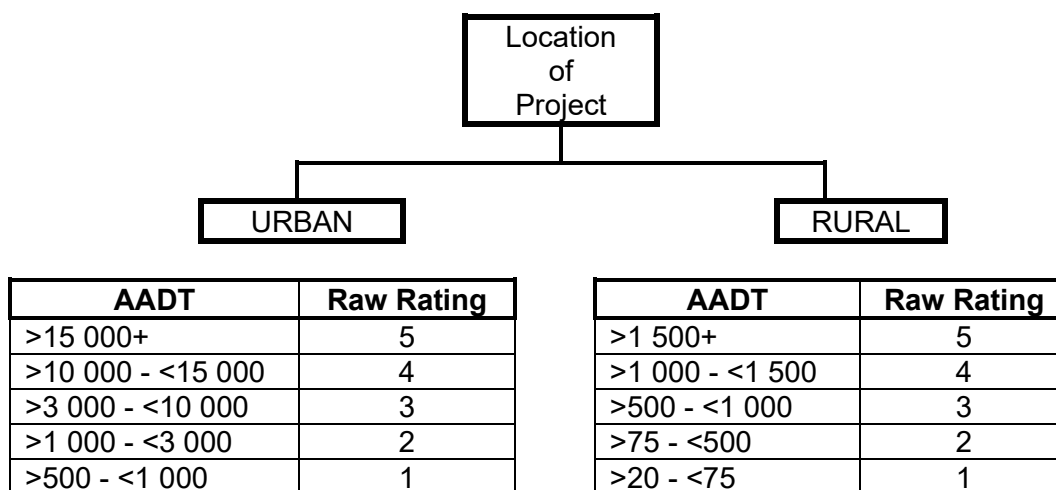 Location
of
Project
URBAN
RURAL
AADT Raw Rating
>15 000+ 5
>10 000 - <15 000 4
>3 000 - <10 000 3
>1 000 - <3 000 2
>500 - <1 000 1
AADT Raw Rating
>1 500+ 5
>1 000 - <1 500 4
>500 - <1 000 3
>75 - <500 2
>20 - <75 1